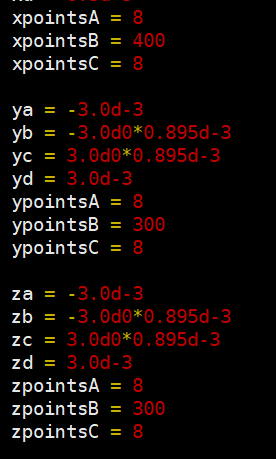 xpointsA = 8
xpointsB = 400
xpointsC = 8
ya = -3.0d-3
yb = -3.0d0*0.895d-3
yc = 3.0d0*0.895d-3
yd = 3.0d-3
ypointsA = 8
ypointsB = 300
ypointsC = 8
za = -3.0d-3
zb = -3.0d0*0.895d-3
zc = 3.0d0*0.895d-3
zd = 3.0d-3
zpointsA = 8
zpointsB = 300
zpointsC = 8